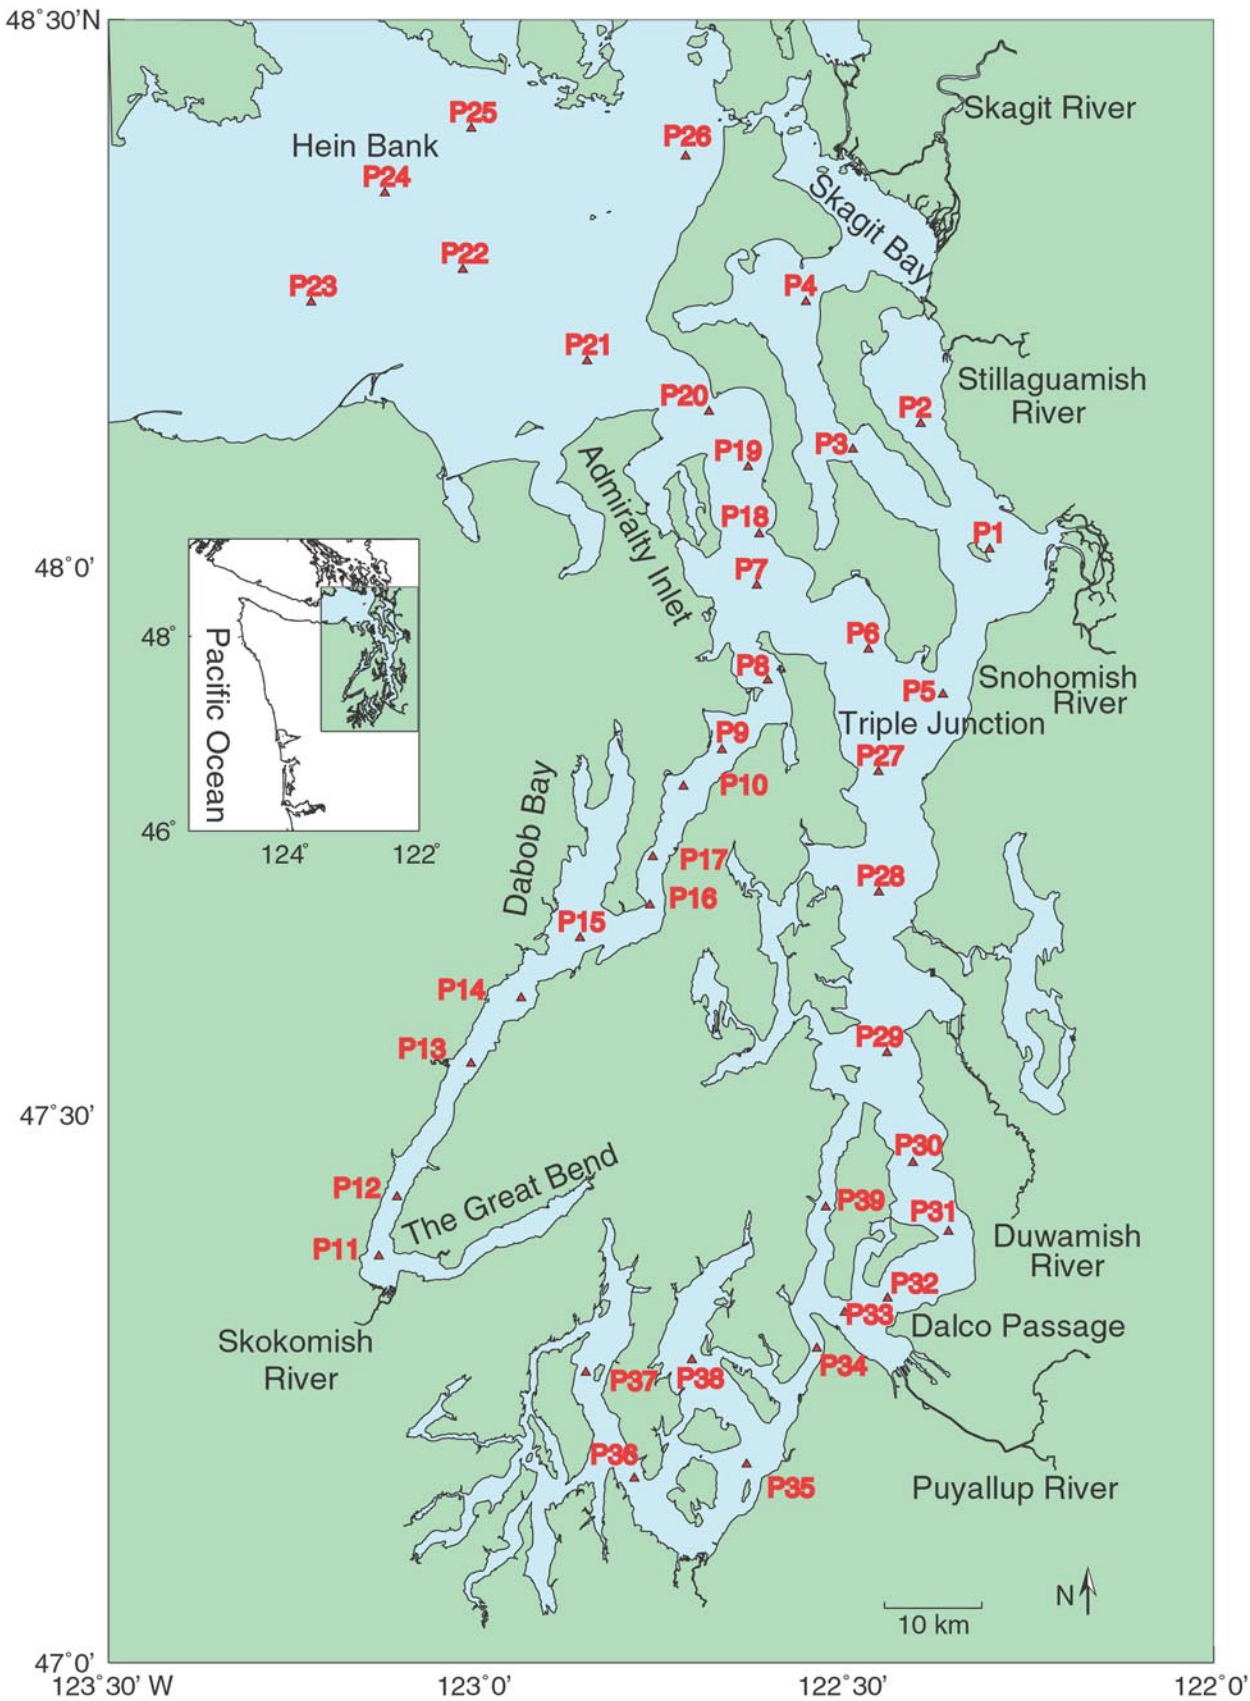 48°30'N
Skagit River
P25
P26
Hein Bank
P24
Skagit Bay
P22
P23
P4
P21
Stillaguamish
River
P20
P2
P3
P19
Admiralty Inlet
P18
P1
48°0'
P7
48°
Pacific Ocean
P6
P8
Snohomish
River
P5
Triple Junction
P9
P27
P10
Dabob Bay
46°
124°
122°
P17
P28
P16
P15
P14
P13
P29
47°30'
P30
The Great Bend
P12
P39
P31
P11
Duwamish
River
P32
P33
Dalco Passage
Skokomish
River
P34
P37
P38
P36
P35
Puyallup River
N
10 km
47°0'
123°30' W
123°0'
122°30'
122°0'